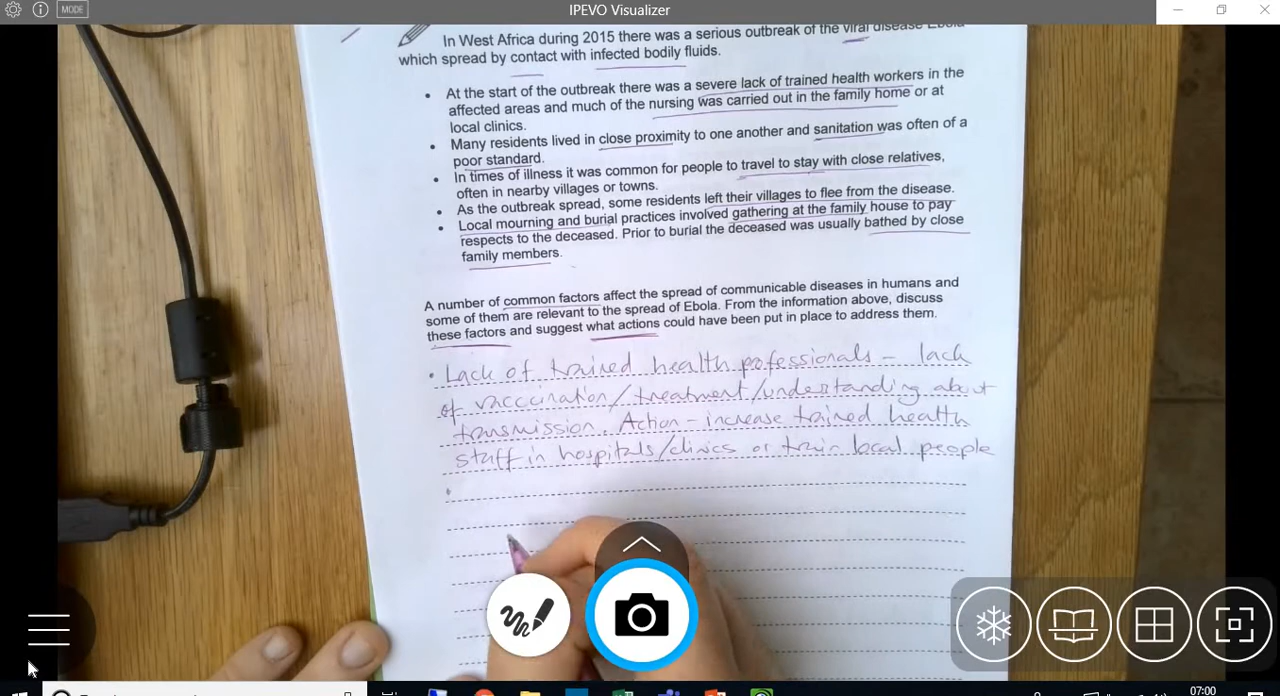 MODE
IPEVO Visualizer
In West Africa during 2015 there was a serious outbreak of the viral disease Ebola
which spread by contact with infected bodily fluids.
• At the start of the outbreak there was a severe lack of trained health workers in the
affected areas and much of the nursing was carried out in the family home or at
local clinics.
• Many residents lived in close proximity to one another and sanitation was often of a
poor standard.
• In times of illness it was common for people to travel to stay with close relatives,
often in nearby villages or towns.
• As the outbreak spread, some residents left their villages to flee from the disease.
• Local mourning and burial practices involved gathering at the family house to pay
respects to the deceased. Prior to burial the deceased was usually bathed by close
family members.
A number of common factors affect the spread of communicable diseases in humans and
some of them are relevant to the spread of Ebola. From the information above, discuss
these factors and suggest what actions could have been put in place to address them.
• Lack of trained health pofessionals - lack
of vaccination/treatment/understanding about
transmission. Action - increase trained health
staff in hospitals/clinics or train local people
07:00